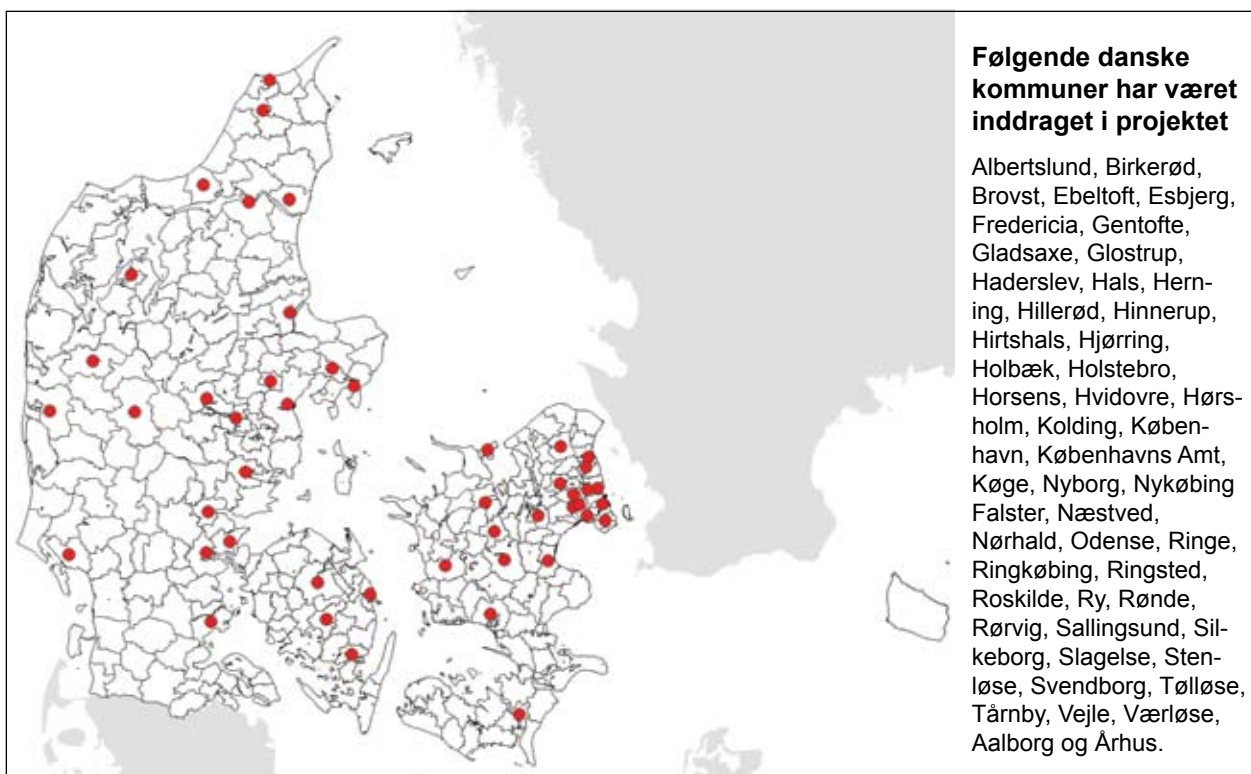 Følgende danske
kommuner har været
inddraget i projektet
Albertslund, Birkerød,
Brovst, Ebeltoft, Esbjerg,
Fredericia, Gentofte,
Gladsaxe, Glostrup,
Haderslev, Hals, Hern-
ing, Hillerød, Hinnerup,
Hirtshals, Hjørring,
Holbæk, Holstebro,
Horsens, Hvidovre, Hørs-
holm, Kolding, Køben-
havn, Københavns Amt,
Køge, Nyborg, Nykøbing
Falster, Næstved,
Nørhald, Odense, Ringe,
Ringkøbing, Ringsted,
Roskilde, Ry, Rønde,
Rørvig, Sallingsund, Sil-
keborg, Slagelse, Sten-
løse, Svendborg, Tølløse,
Tårnby, Vejle, Værløse,
Aalborg og Århus.